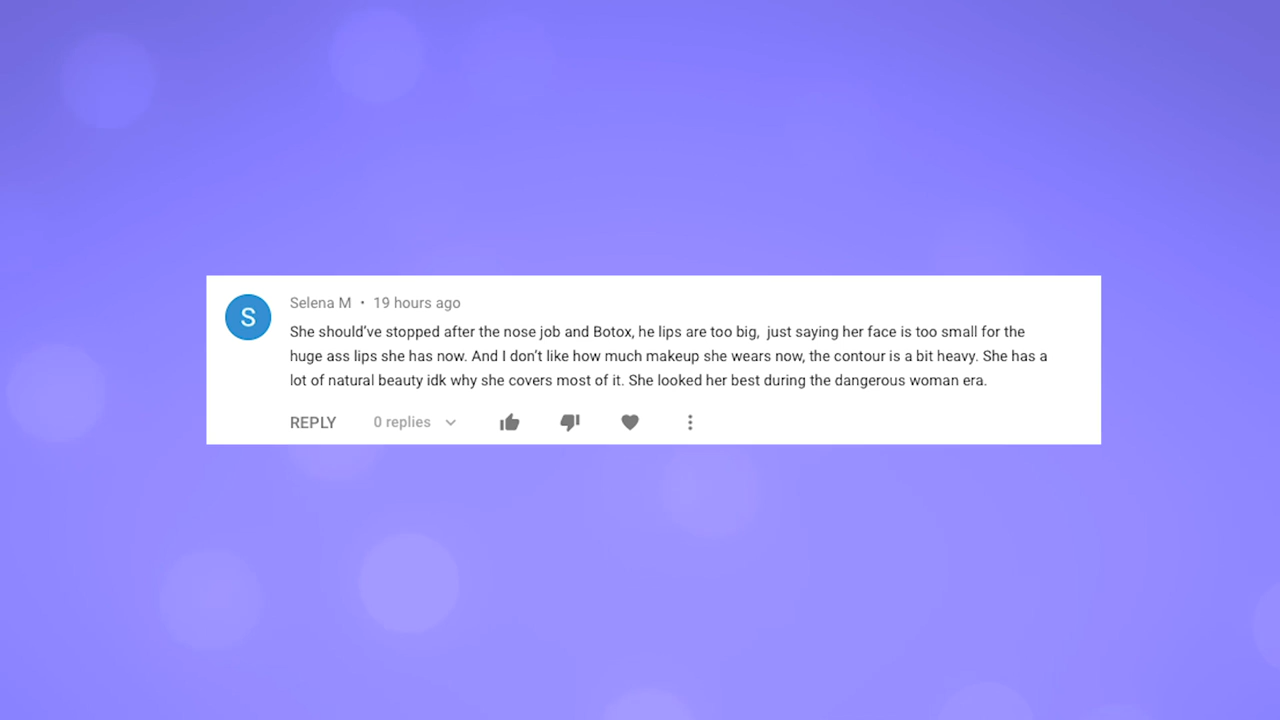 S
Selena M • 19 hours ago
She should've stopped after the nose job and Botox, he lips are too big,  just saying her face is too small for the
huge ass lips she has now. And I don't like how much makeup she wears now, the contour is a bit heavy. She has a
lot of natural beauty idk why she covers most of it. She looked her best during the dangerous woman era.
REPLY 0 replies